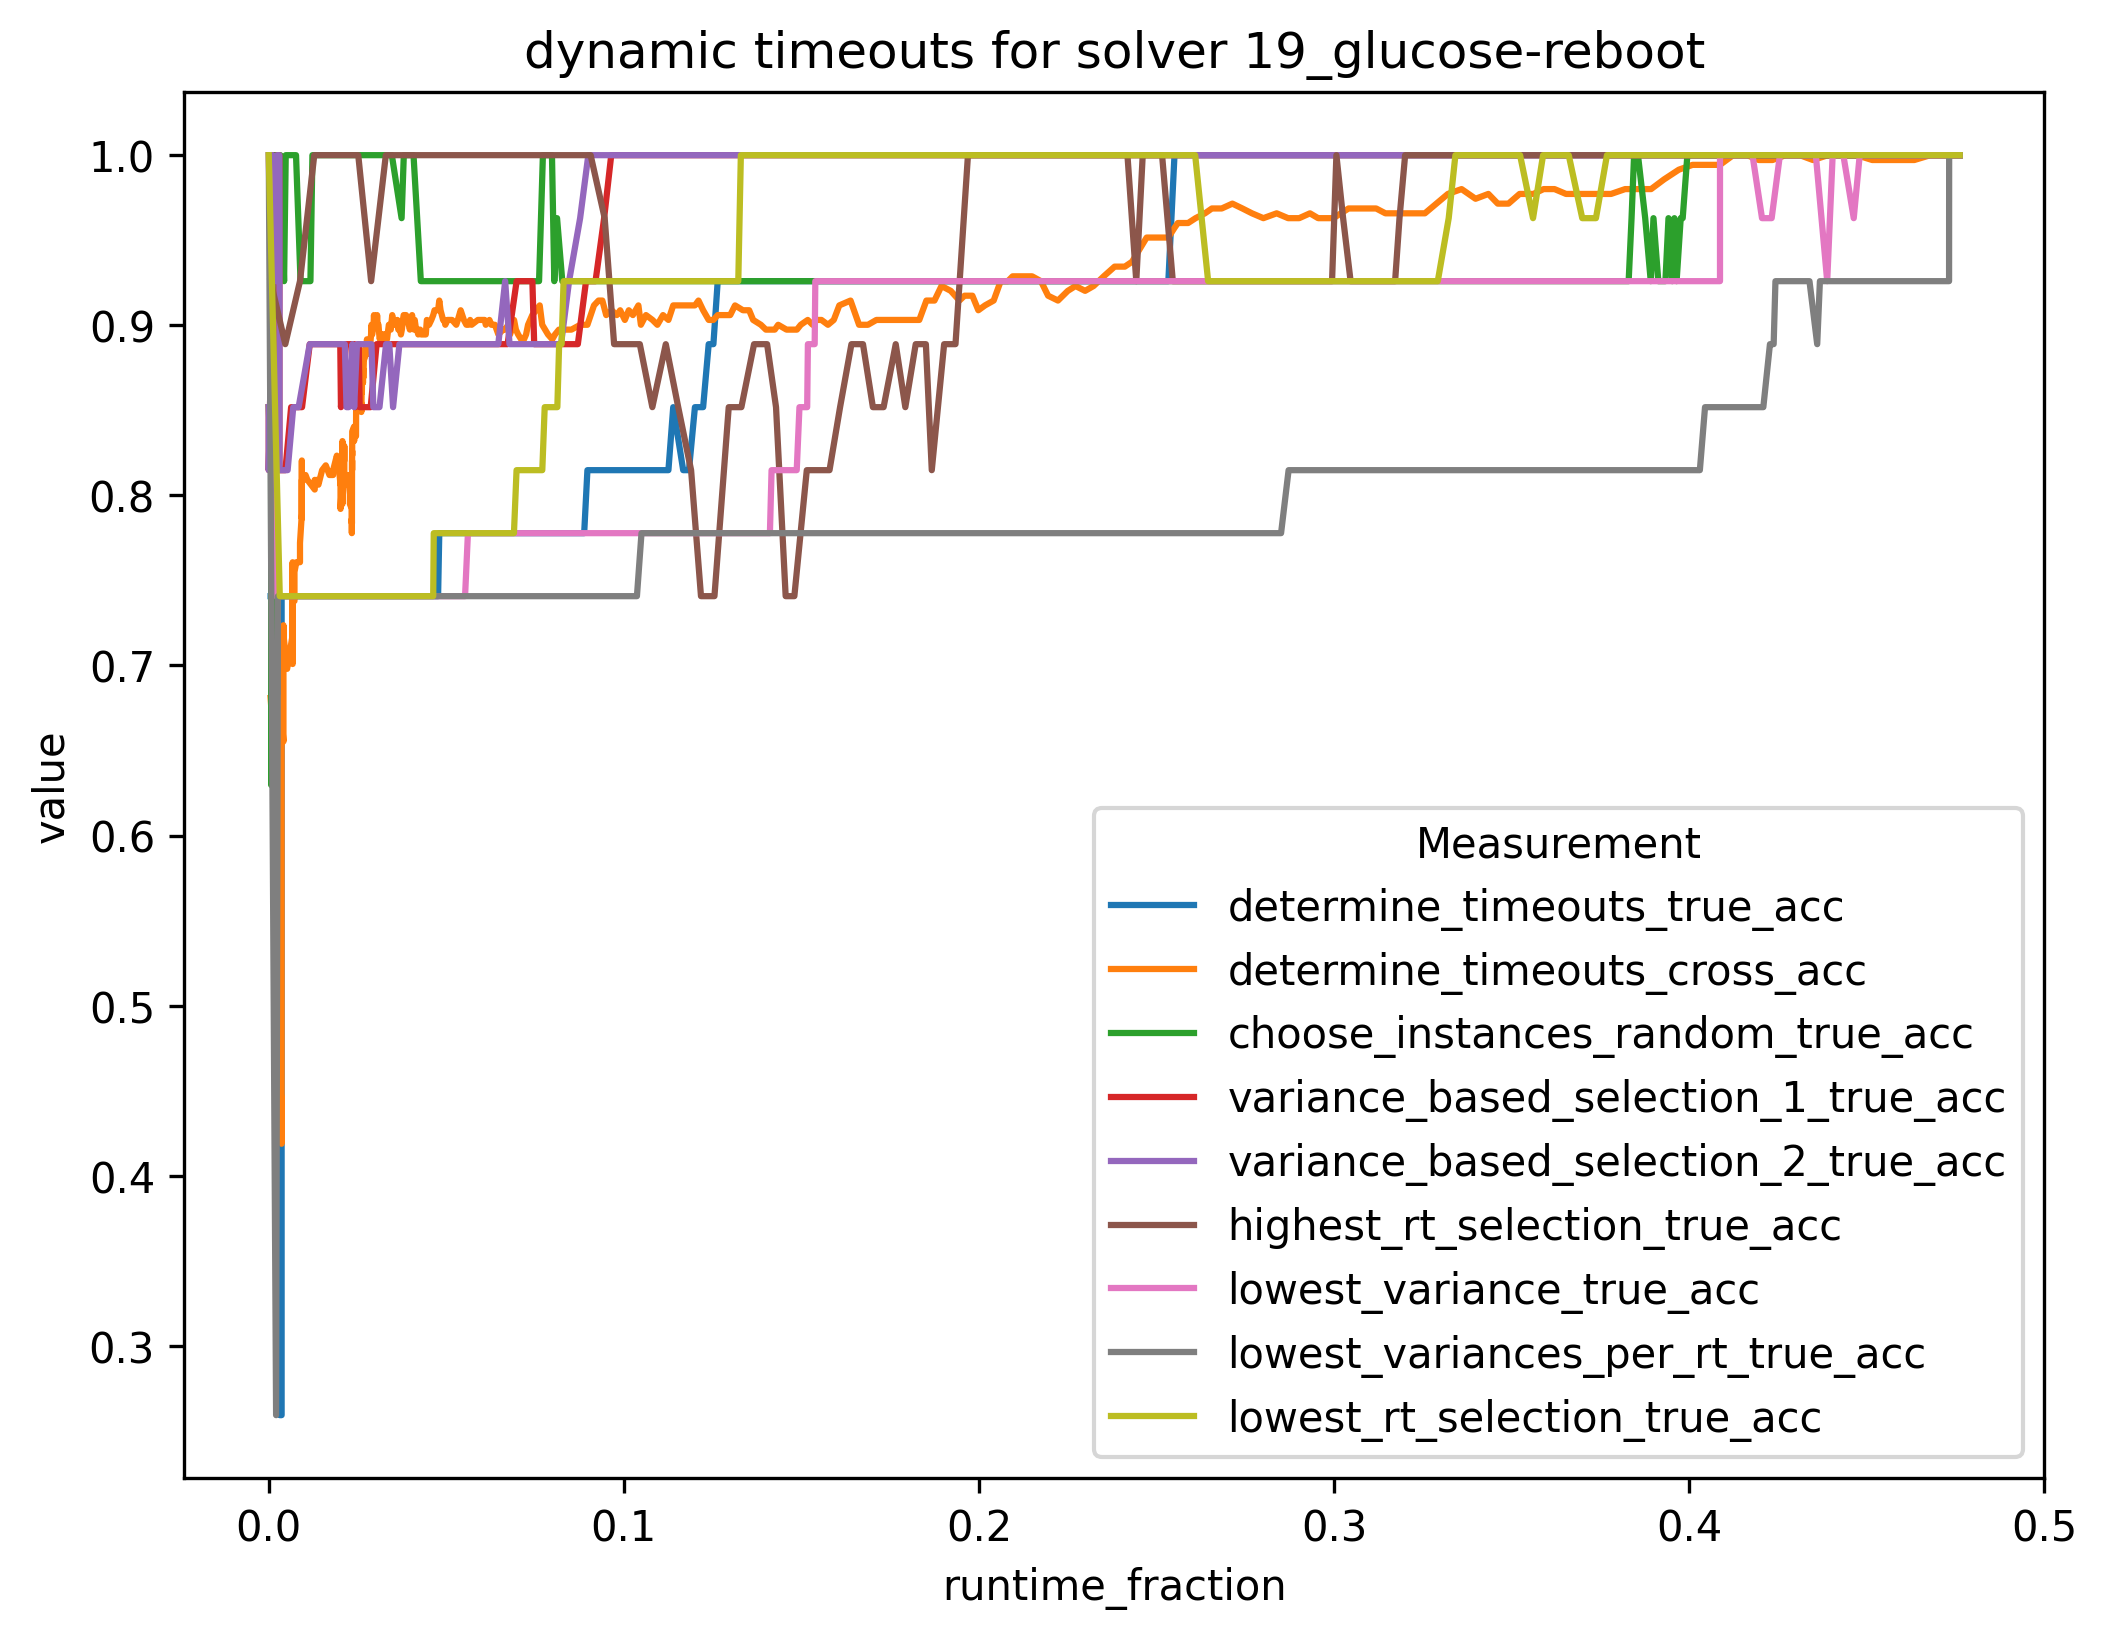 dynamic timeouts for solver 19_glucose-reboot
1.0
0.9
0.8
0.7
0.6
0.5
0.4
0.3
value
Measurement
determine_timeouts_true_acc
determine_timeouts_cross_acc
choose_instances_random_true_acc
variance_based_selection_1_true_acc
variance_based_selection_2_true_acc
highest_rt_selection_true_acc
lowest_variance_true_acc
lowest_variances_per_rt_true_acc
lowest_rt_selection_true_acc
0.0 0.1 0.2 0.3 0.4 0.5
runtime_fraction